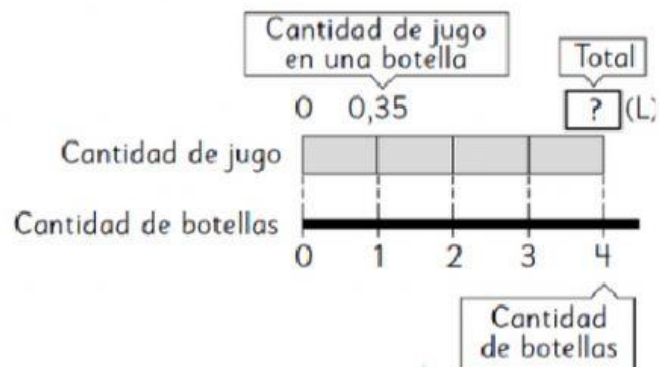 Cantidad de jugo
en una botella
Total
0 0,35 ? (L)
Cantidad de jugo
Cantidad de botellas
0 1 2 3 4
Cantidad
de botellas